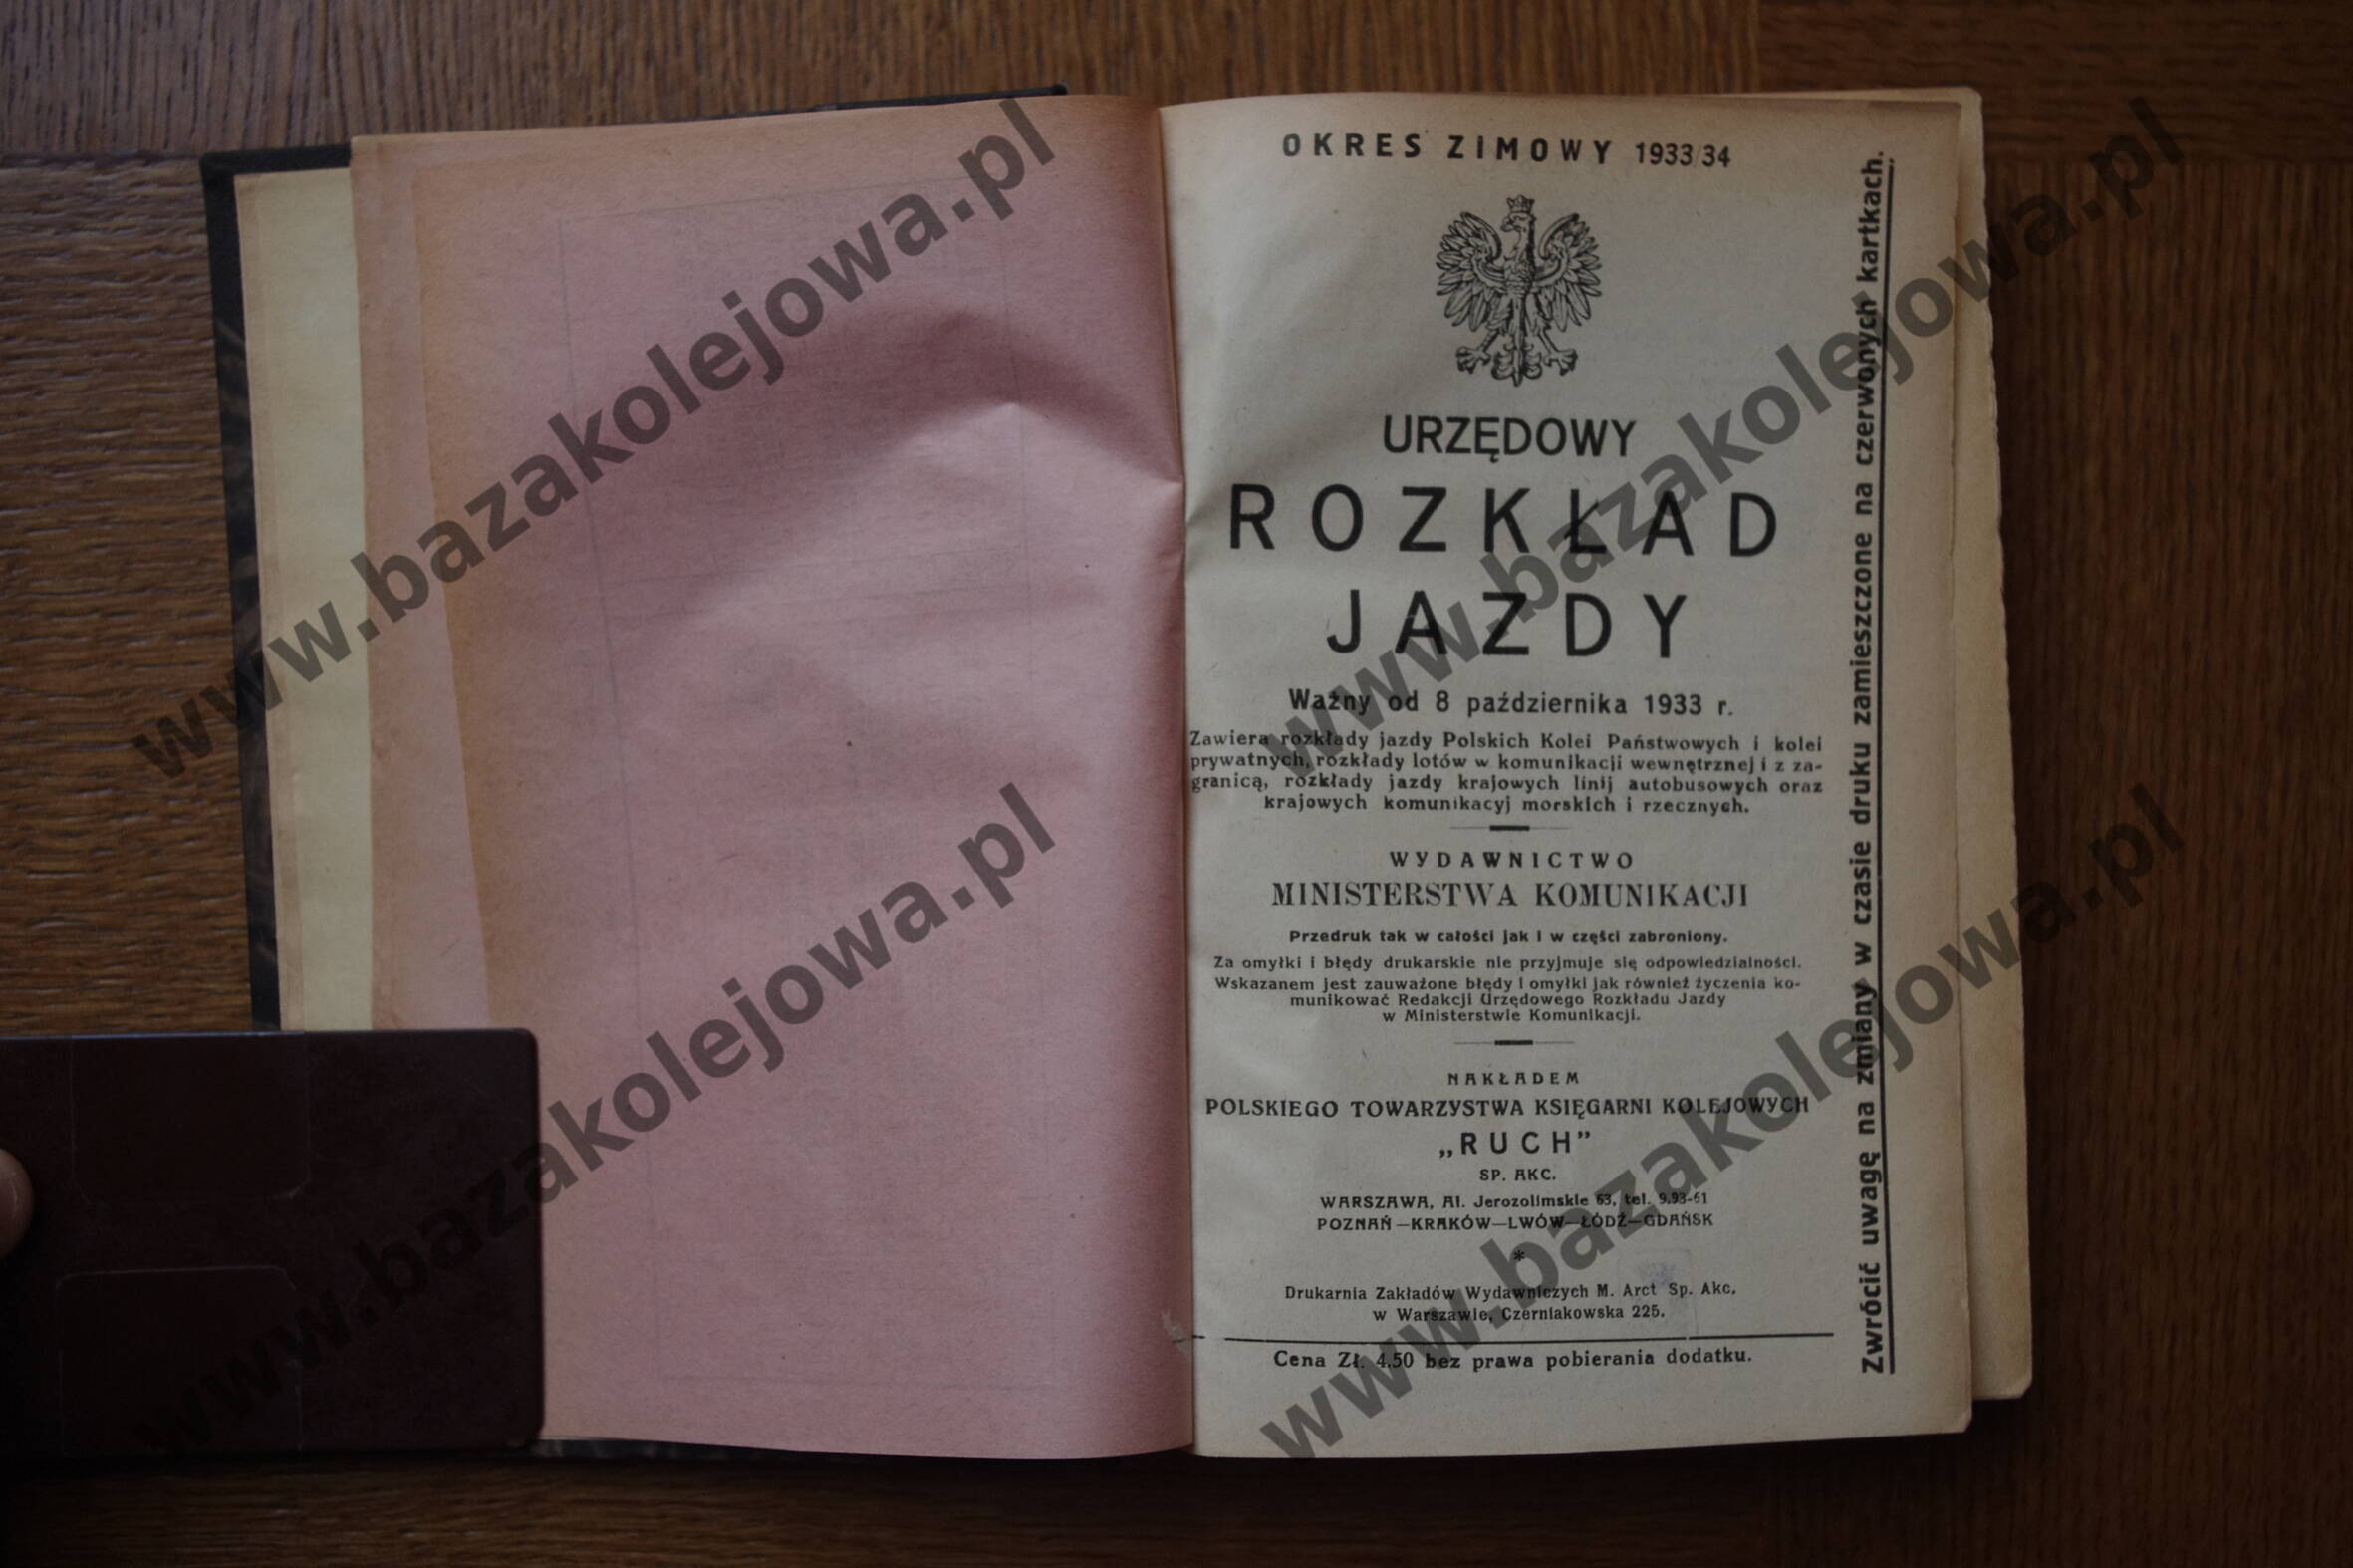 OKRES ZIMOWY 1933/34
URZĘDOWY
ROZKŁAD
JAZDY
Ważny od 8 października 1933 r.
Zawiera rozkłady jazdy Polskich Kolei Państwowych i kolei
prywatnych, rozkłady lotów w komunikacji wewnętrznej i z za-
granicą, rozkłady jazdy krajowych linij autobusowych oraz
krajowych komunikacyj morskich i rzecznych.
WYDAWNICTWO
MINISTERSTWA KOMUNIKACJI
Przedruk tak w całości jak i w części zabroniony.
Za omyłki i błędy drukarskie nie przyjmuje się odpowiedzialności.
Wskazanem jest zauważone błędy i omyłki jak również życzenia ko-
munikować Redakcji Urzędowego Rozkładu Jazdy
w Ministerstwie Komunikacji.
NAKŁADEM
POLSKIEGO TOWARZYSTWA KSIĘGARNI KOLEJOWYCH
„RUCH”
SP. AKC.
WARSZAWA, Al. Jerozolimskie 63, tel. 9.93-61
POZNAŃ—KRAKÓW—LWÓW—ŁÓDŹ—GDAŃSK
*
Drukarnia Zakładów Wydawniczych M. Arct Sp. Akc.
w Warszawie, Czerniakowska 225.
Cena Zł. 4.50 bez prawa pobierania dodatku.
Zwrócić uwagę na zmiany w czasie druku zamieszczone na czerwonych kartkach.
www.bazakolejowa.pl
www.bazakolejowa.pl
www.bazakolejowa.pl
www.bazakolejowa.pl